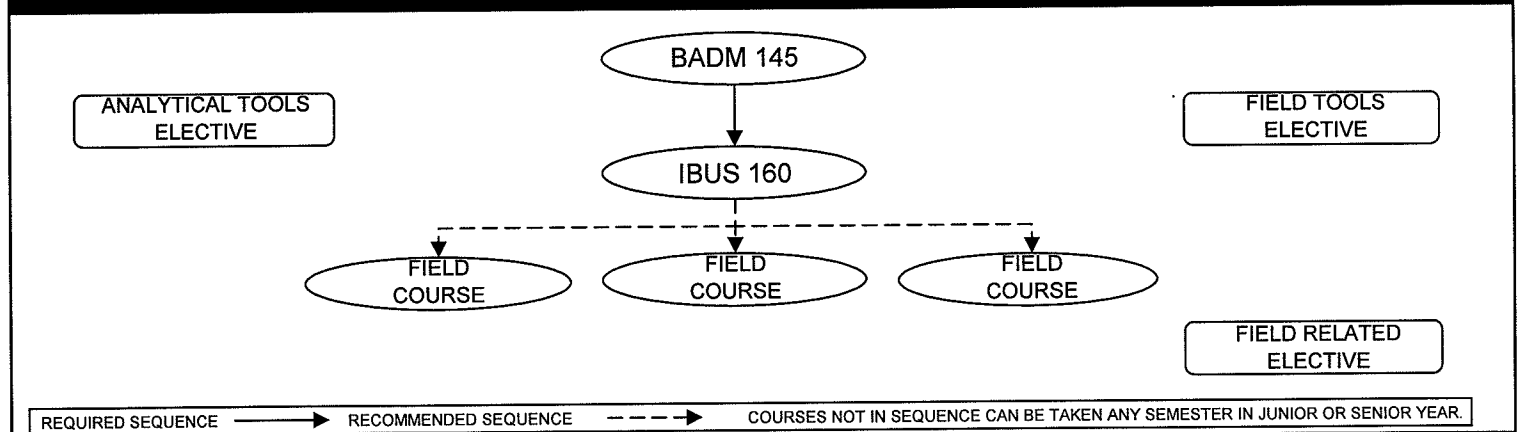 BADM 145
ANALYTICAL TOOLS
ELECTIVE
FIELD TOOLS
ELECTIVE
IBUS 160
FIELD
COURSE
FIELD
COURSE
FIELD
COURSE
FIELD RELATED
ELECTIVE
REQUIRED SEQUENCE
RECOMMENDED SEQUENCE
COURSES NOT IN SEQUENCE CAN BE TAKEN ANY SEMESTER IN JUNIOR OR SENIOR YEAR.